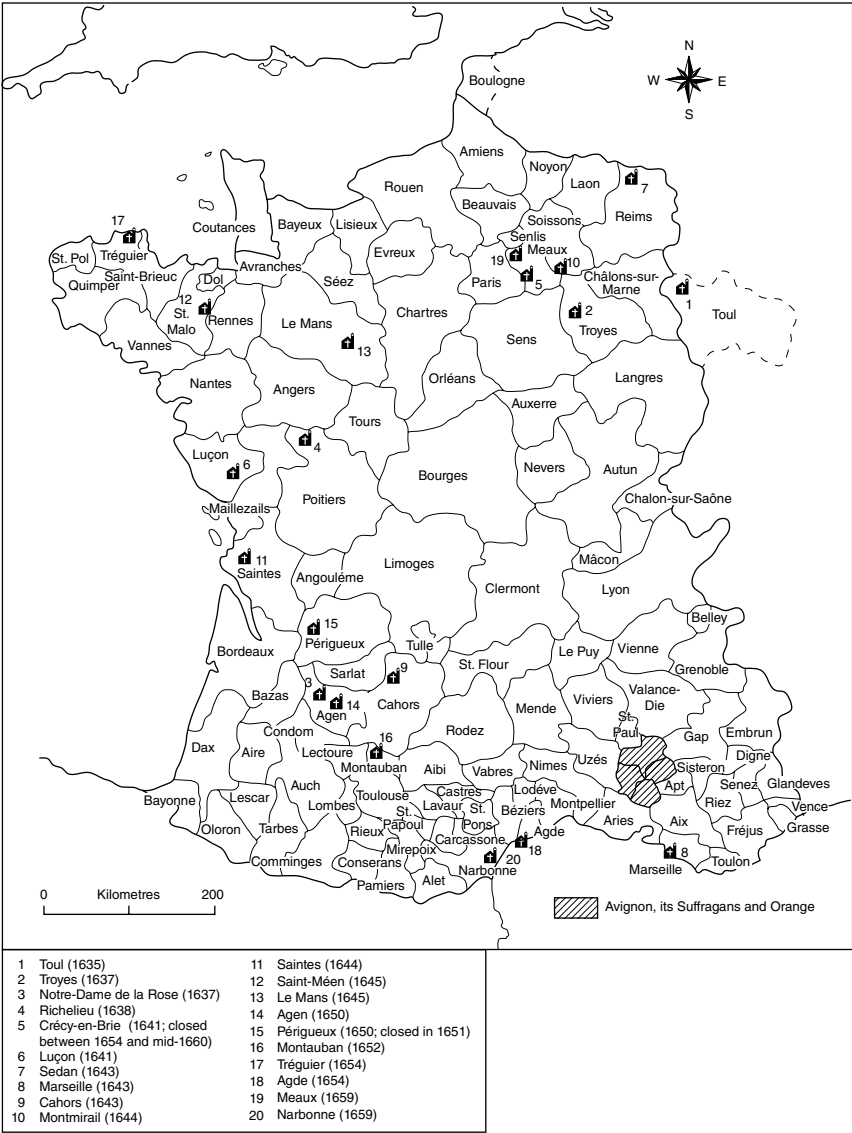 N
W E
S
Boulogne
Amiens
Noyon
Laon
7
Rouen
Beauvais
Reims
Coutances
Bayeux
Lisieux
Soissons
17
Senlis
Evreux
19
Meaux
10
St. Pol
Tréguier
Avranches
Saint-Brieuc
Dol
Séez
Paris
5
Châlons-sur-
Marne
Quimper
1
12
St.
Malo
Rennes
Chartres
2
Toul
Le Mans
Troyes
Vannes
13
Sens
Orléans
Langres
Nantes
Angers
Auxerre
Tours
4
Luçon
6
Bourges
Nevers
Autun
Poitiers
Chalon-sur-Saône
Maillezails
11
Saintes
Limoges
Mâcon
Angouléme
Clermont
Lyon
Belley
15
Périgueux
Tulle
Bordeaux
Le Puy
Vienne
St. Flour
Grenoble
Sarlat
9
3
Bazas
14
Cahors
Mende
Viviers
Valance-
Die
Agen
St.
Paul
Condom
16
Rodez
Gap
Embrun
Dax
Aire
Lectoure
Montauban
Aibi
Vabres
Nimes
Uzés
Sisteron
Digne
Auch
Toulouse
Castres
Lodéve
Apt
Senez
Glandeves
Bayonne
Lescar
Lombes
St.
Papoul
Lavaur
St.
Pons
Béziers
Montpellier
Riez
Vence
Oloron
Tarbes
Rieux
Carcassone
Agde
Aries
Aix
Fréjus
Grasse
Mirepoix
18
Comminges
Conserans
20
8
Toulon
Narbonne
Marseille
Pamiers
Alet
0 Kilometres 200
Avignon, its Suffragans and Orange
1 Toul (1635)
2 Troyes (1637)
3 Notre-Dame de la Rose (1637)
4 Richelieu (1638)
5 Crécy-en-Brie (1641; closed
between 1654 and mid-1660)
6 Luçon (1641)
7 Sedan (1643)
8 Marseille (1643)
9 Cahors (1643)
10 Montmirail (1644)
11 Saintes (1644)
12 Saint-Méen (1645)
13 Le Mans (1645)
14 Agen (1650)
15 Périgueux (1650; closed in 1651)
16 Montauban (1652)
17 Tréguier (1654)
18 Agde (1654)
19 Meaux (1659)
20 Narbonne (1659)